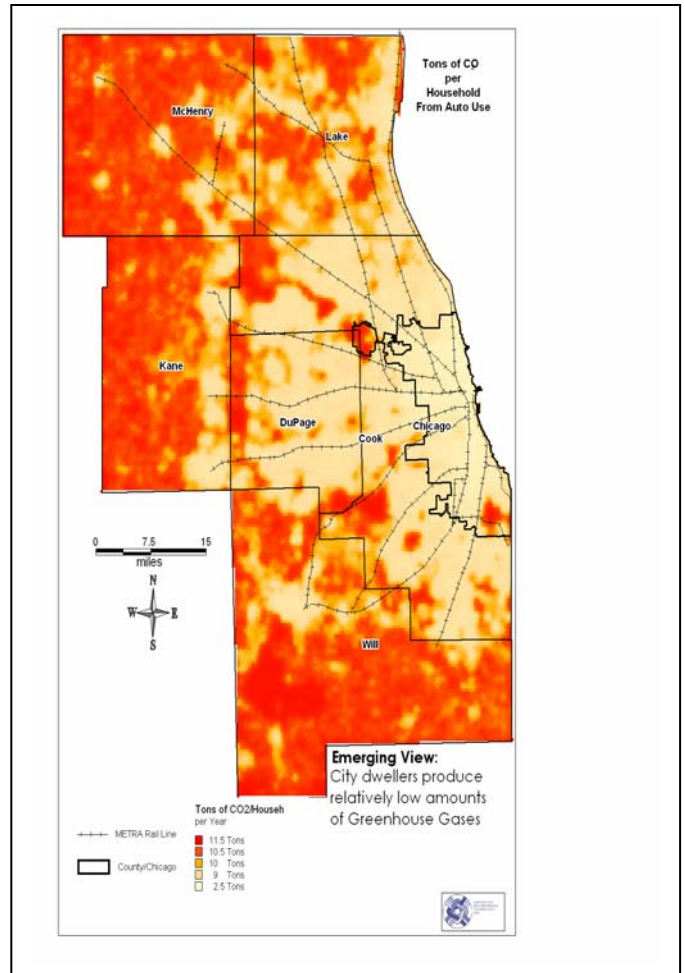 Tons of CO2
per
Household
From Auto Use
McHenry
Lake
Kane
DuPage
Cook
Chicago
Will
0 7.5 15
miles
N
W E
S
Emerging View:
City dwellers produce
relatively low amounts
of Greenhouse Gases
Tons of CO2/Househ
per Year
METRA Rail Line
County/Chicago
11.5 Tons
10.5 Tons
10 Tons
9 Tons
2.5 Tons